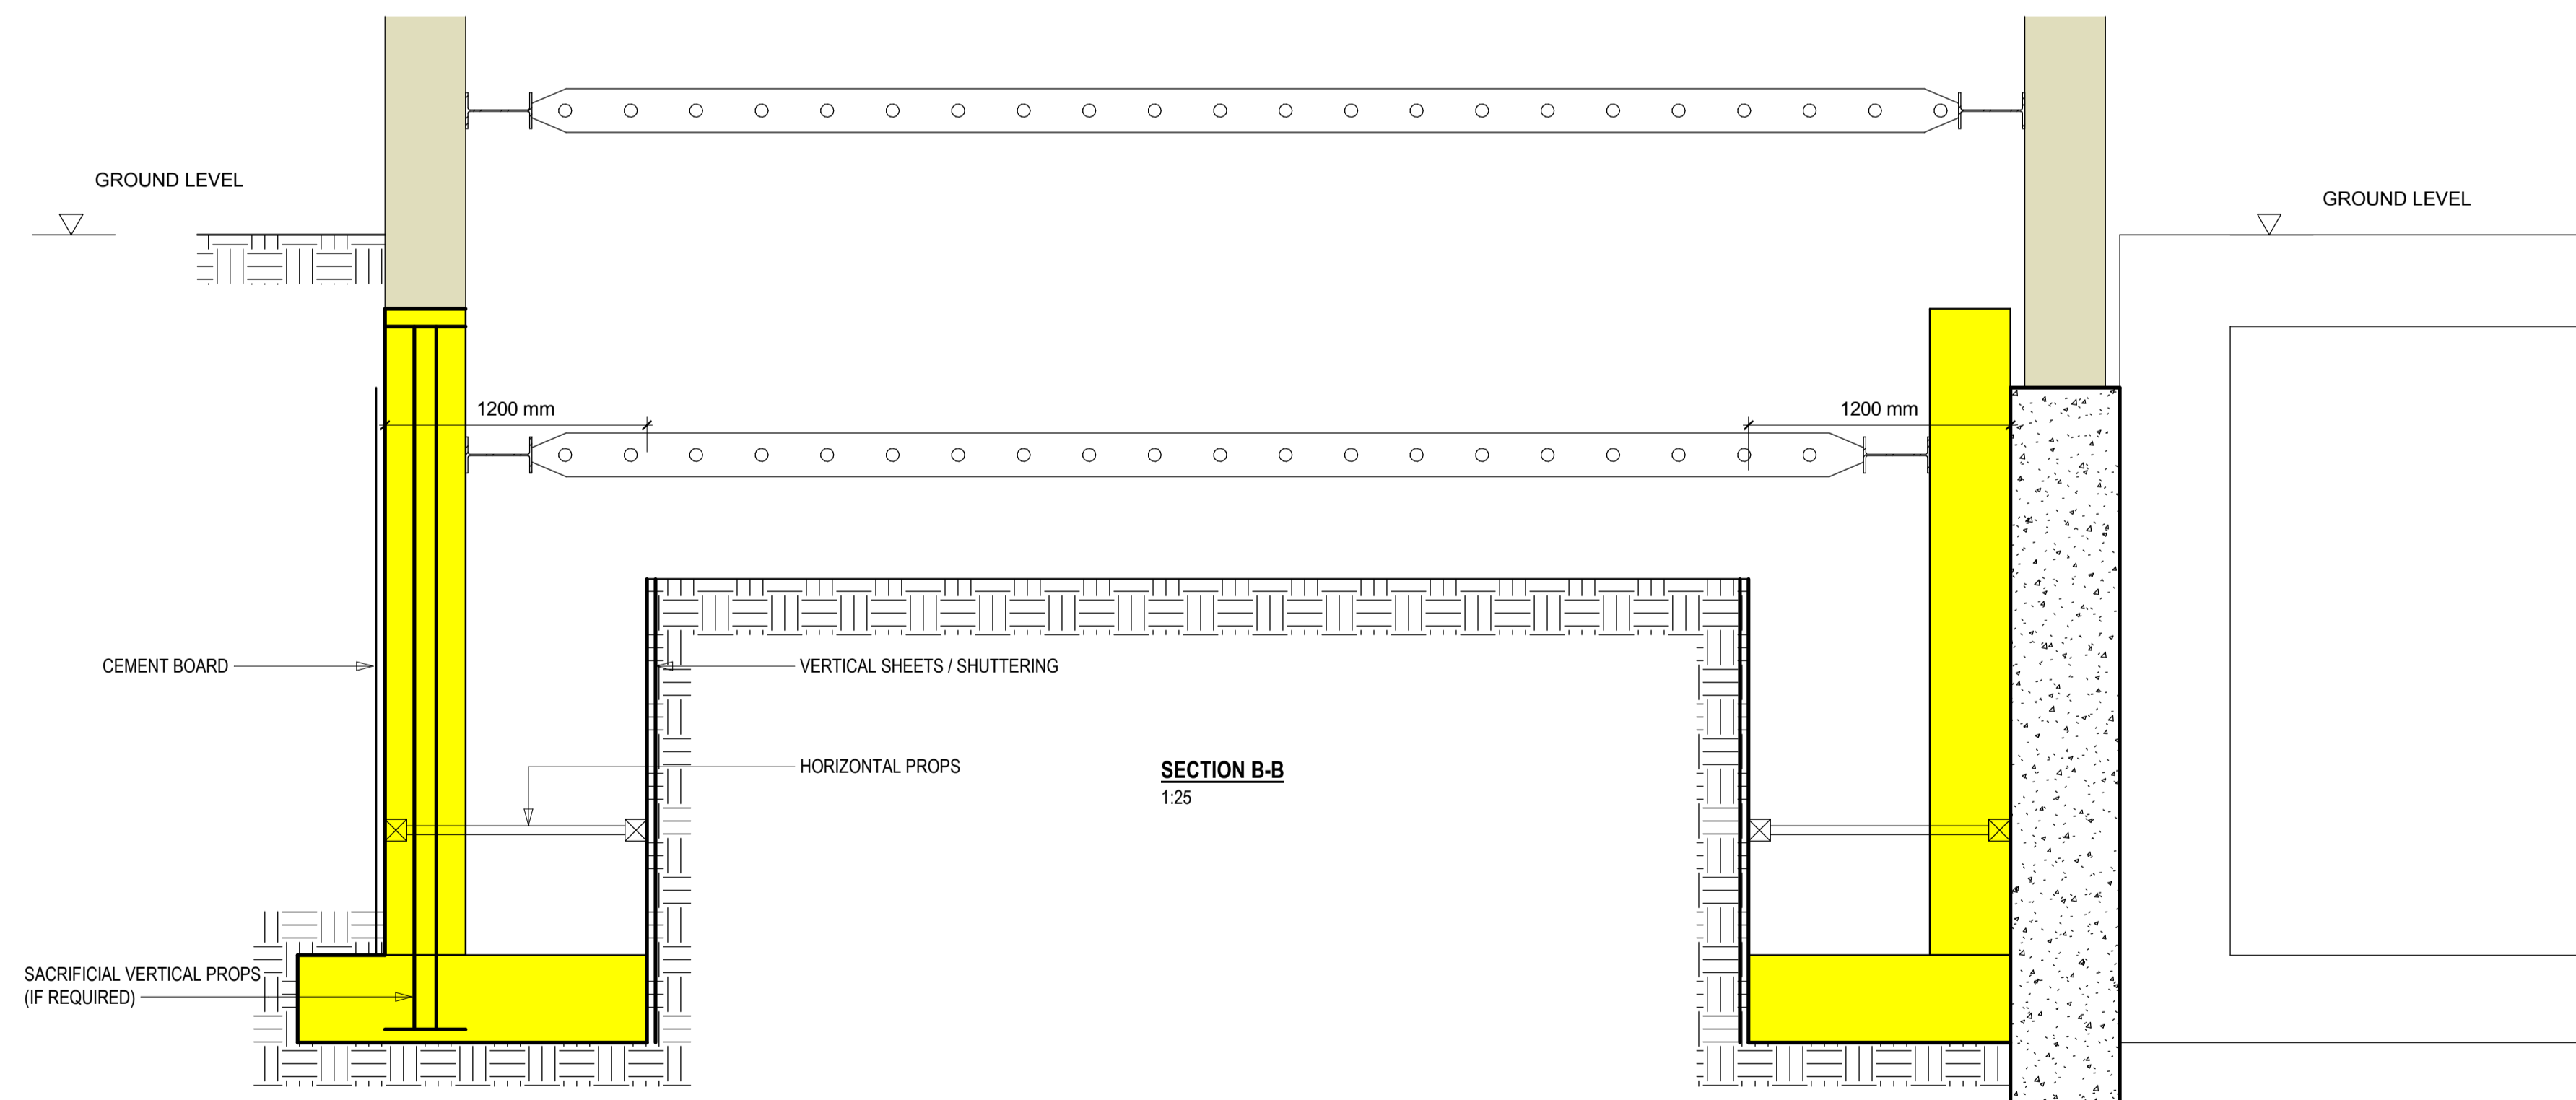 GROUND LEVEL
GROUND LEVEL
1200 mm
1200 mm
CEMENT BOARD
VERTICAL SHEETS / SHUTTERING
HORIZONTAL PROPS
SECTION B-B
1:25
SACRIFICIAL VERTICAL PROPS
(IF REQUIRED)